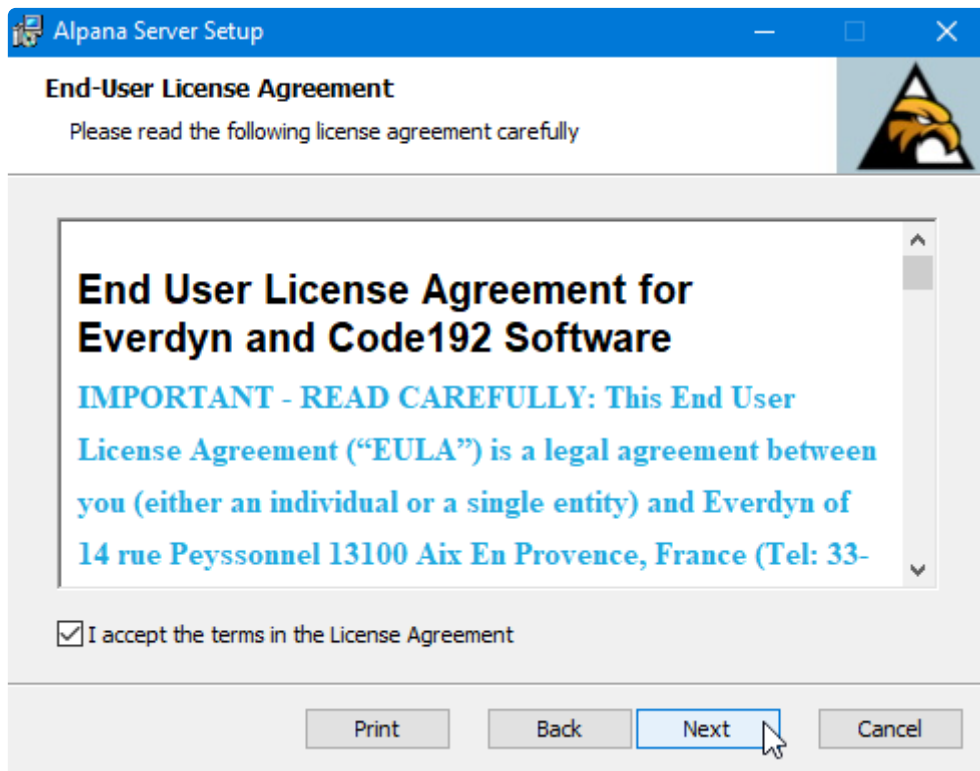 Alpana Server Setup
End-User License Agreement
Please read the following license agreement carefully
End User License Agreement for
Everdyn and Code192 Software
IMPORTANT - READ CAREFULLY: This End User
License Agreement (“EULA”) is a legal agreement between
you (either an individual or a single entity) and Everdyn of
14 rue Peyssonnel 13100 Aix En Provence, France (Tel: 33-
I accept the terms in the License Agreement
Print Back Next Cancel